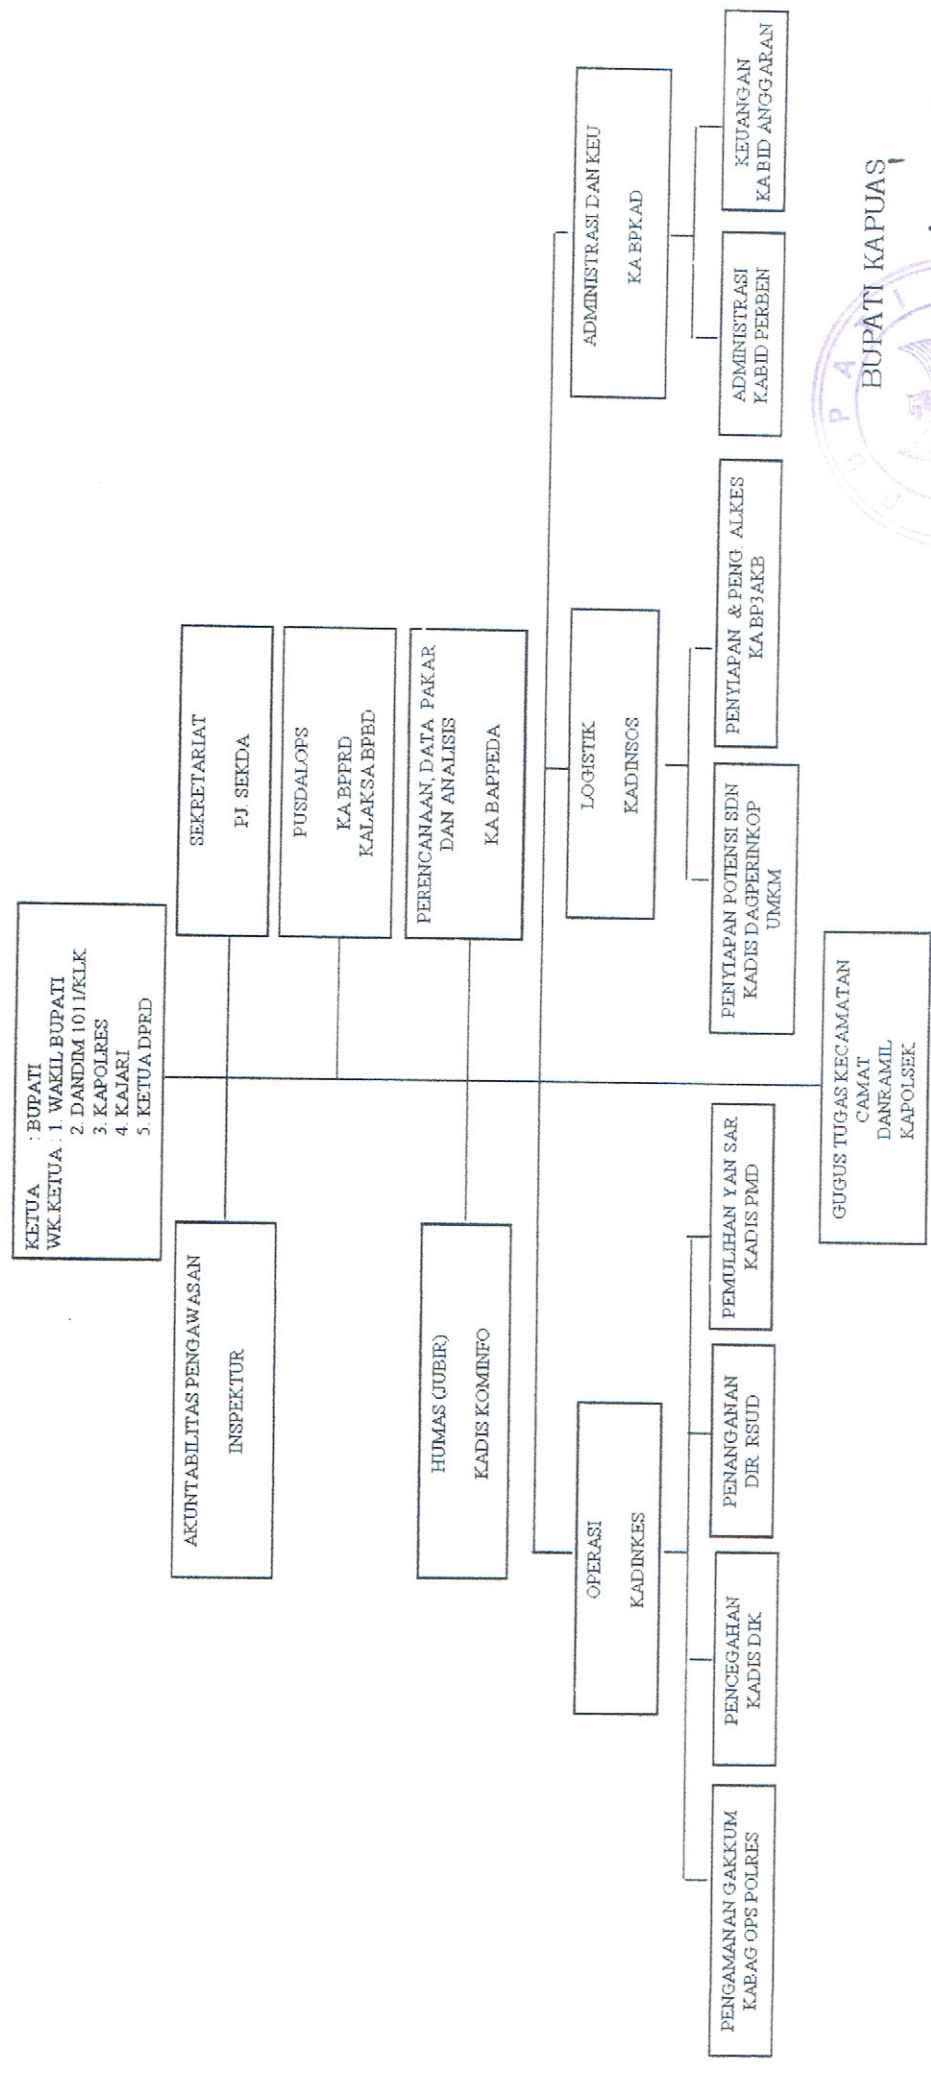 KETUA : BUPATI
WK.KETUA : 1. WAKIL BUPATI
2. DANDIM 1011/KLK
3. KAPOLRES
4. KAJARI
5. KETUA DPRD
AKUNTABILITAS PENGAWASAN
INSPEKTUR
SEKRETARIAT
PJ. SEKDA
PUSDALOPS
KA BPPRD
KALAKSA BPBD
HUMAS (JUBIR)
KADIS KOMINFO
PERENCANAAN, DATA PAKAR
DAN ANALISIS
KA BAPPEDA
OPERASI
KADINKES
LOGISTIK
KADINSOS
ADMINISTRASI DAN KEU
KA BPKAD
PENGAMANAN GAKKUM
KABAG OPS POLRES
PENCEGAHAN
KADIS DIK
PENANGANAN
DIR. RSUD
PEMULIHAN YAN SAR
KADIS PMD
PENYIAPAN POTENSI SDN
KADIS DAGPERINKOP
UMKM
PENYIAPAN & PENG. ALKES
KA BP3AKB
ADMINISTRASI
KABID PERBEN
KEUANGAN
KABID ANGGARAN
GUGUS TUGAS KECAMATAN
CAMAT
DANRAMIL
KAPOLSEK
BUPATI KAPUAS
BUPATI